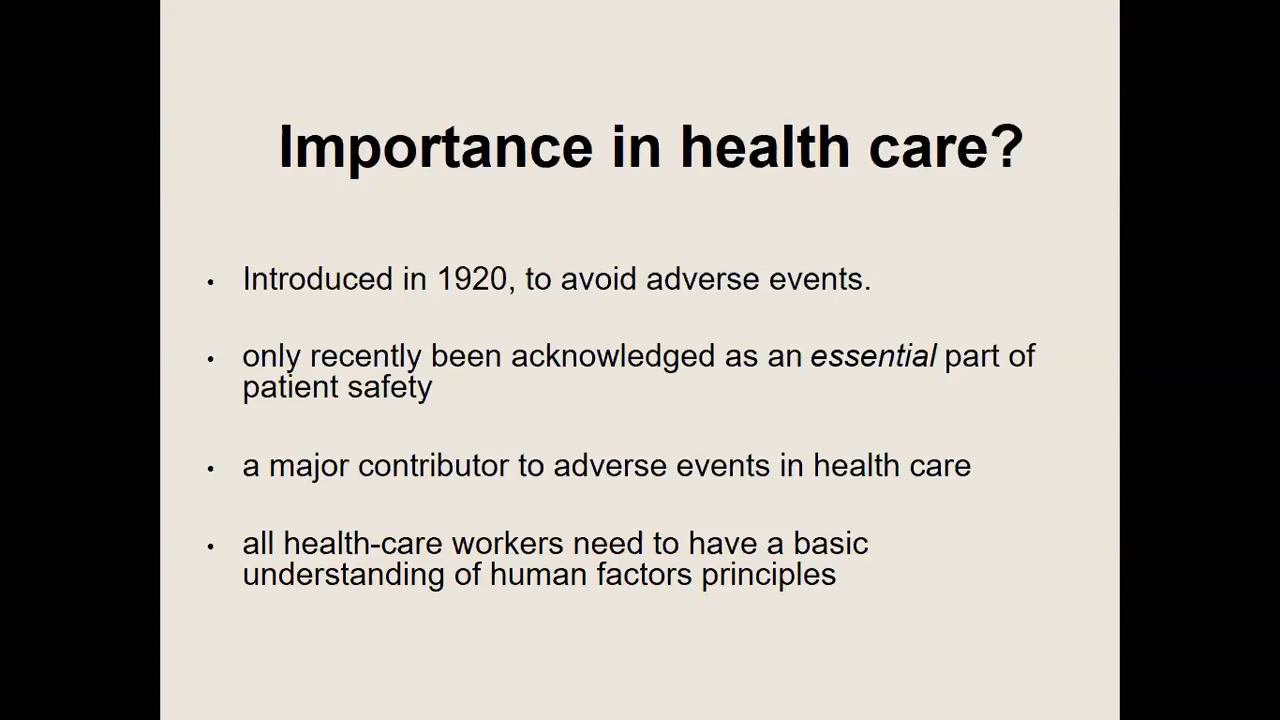 Importance in health care?
• Introduced in 1920, to avoid adverse events.
• only recently been acknowledged as an essential part of
patient safety
• a major contributor to adverse events in health care
• all health-care workers need to have a basic
understanding of human factors principles